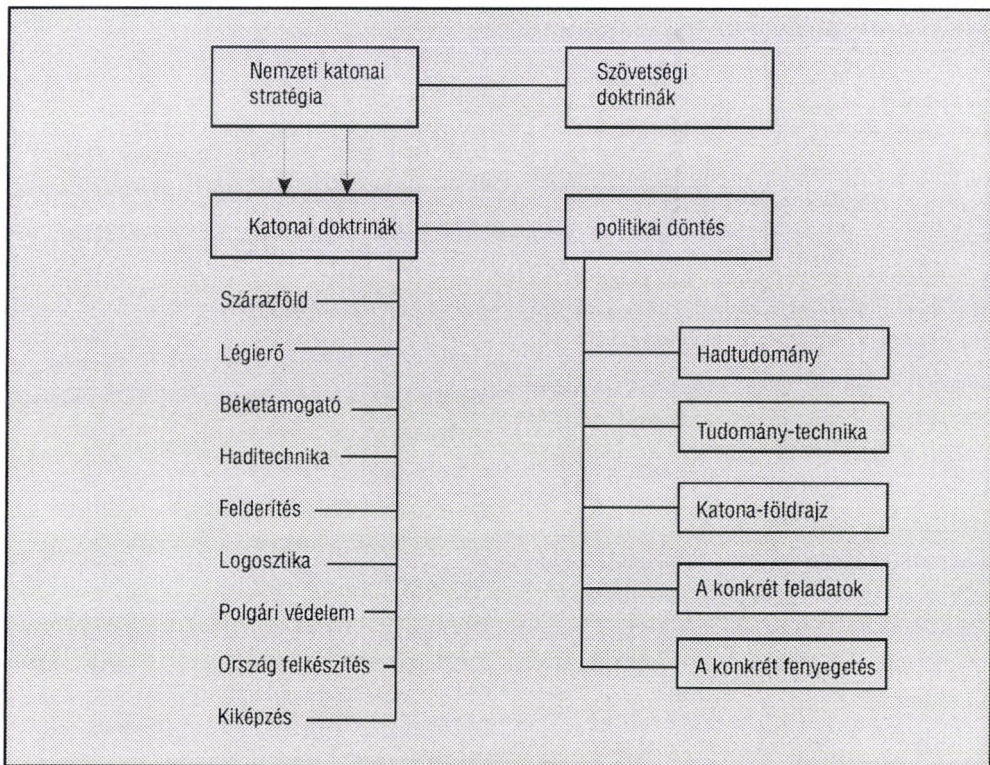 Nemzeti katonai
stratégia
Szövetségi
doktrinák
Katonai doktrinák
politikai döntés
Szárazföld
Légierő
Béketámogató
Haditechnika
Felderítés
Logosztika
Polgári védelem
Ország felkészítés
Kiképzés
Hadtudomány
Tudomány-technika
Katona-földrajz
A konkrét feladatok
A konkrét fenyegetés